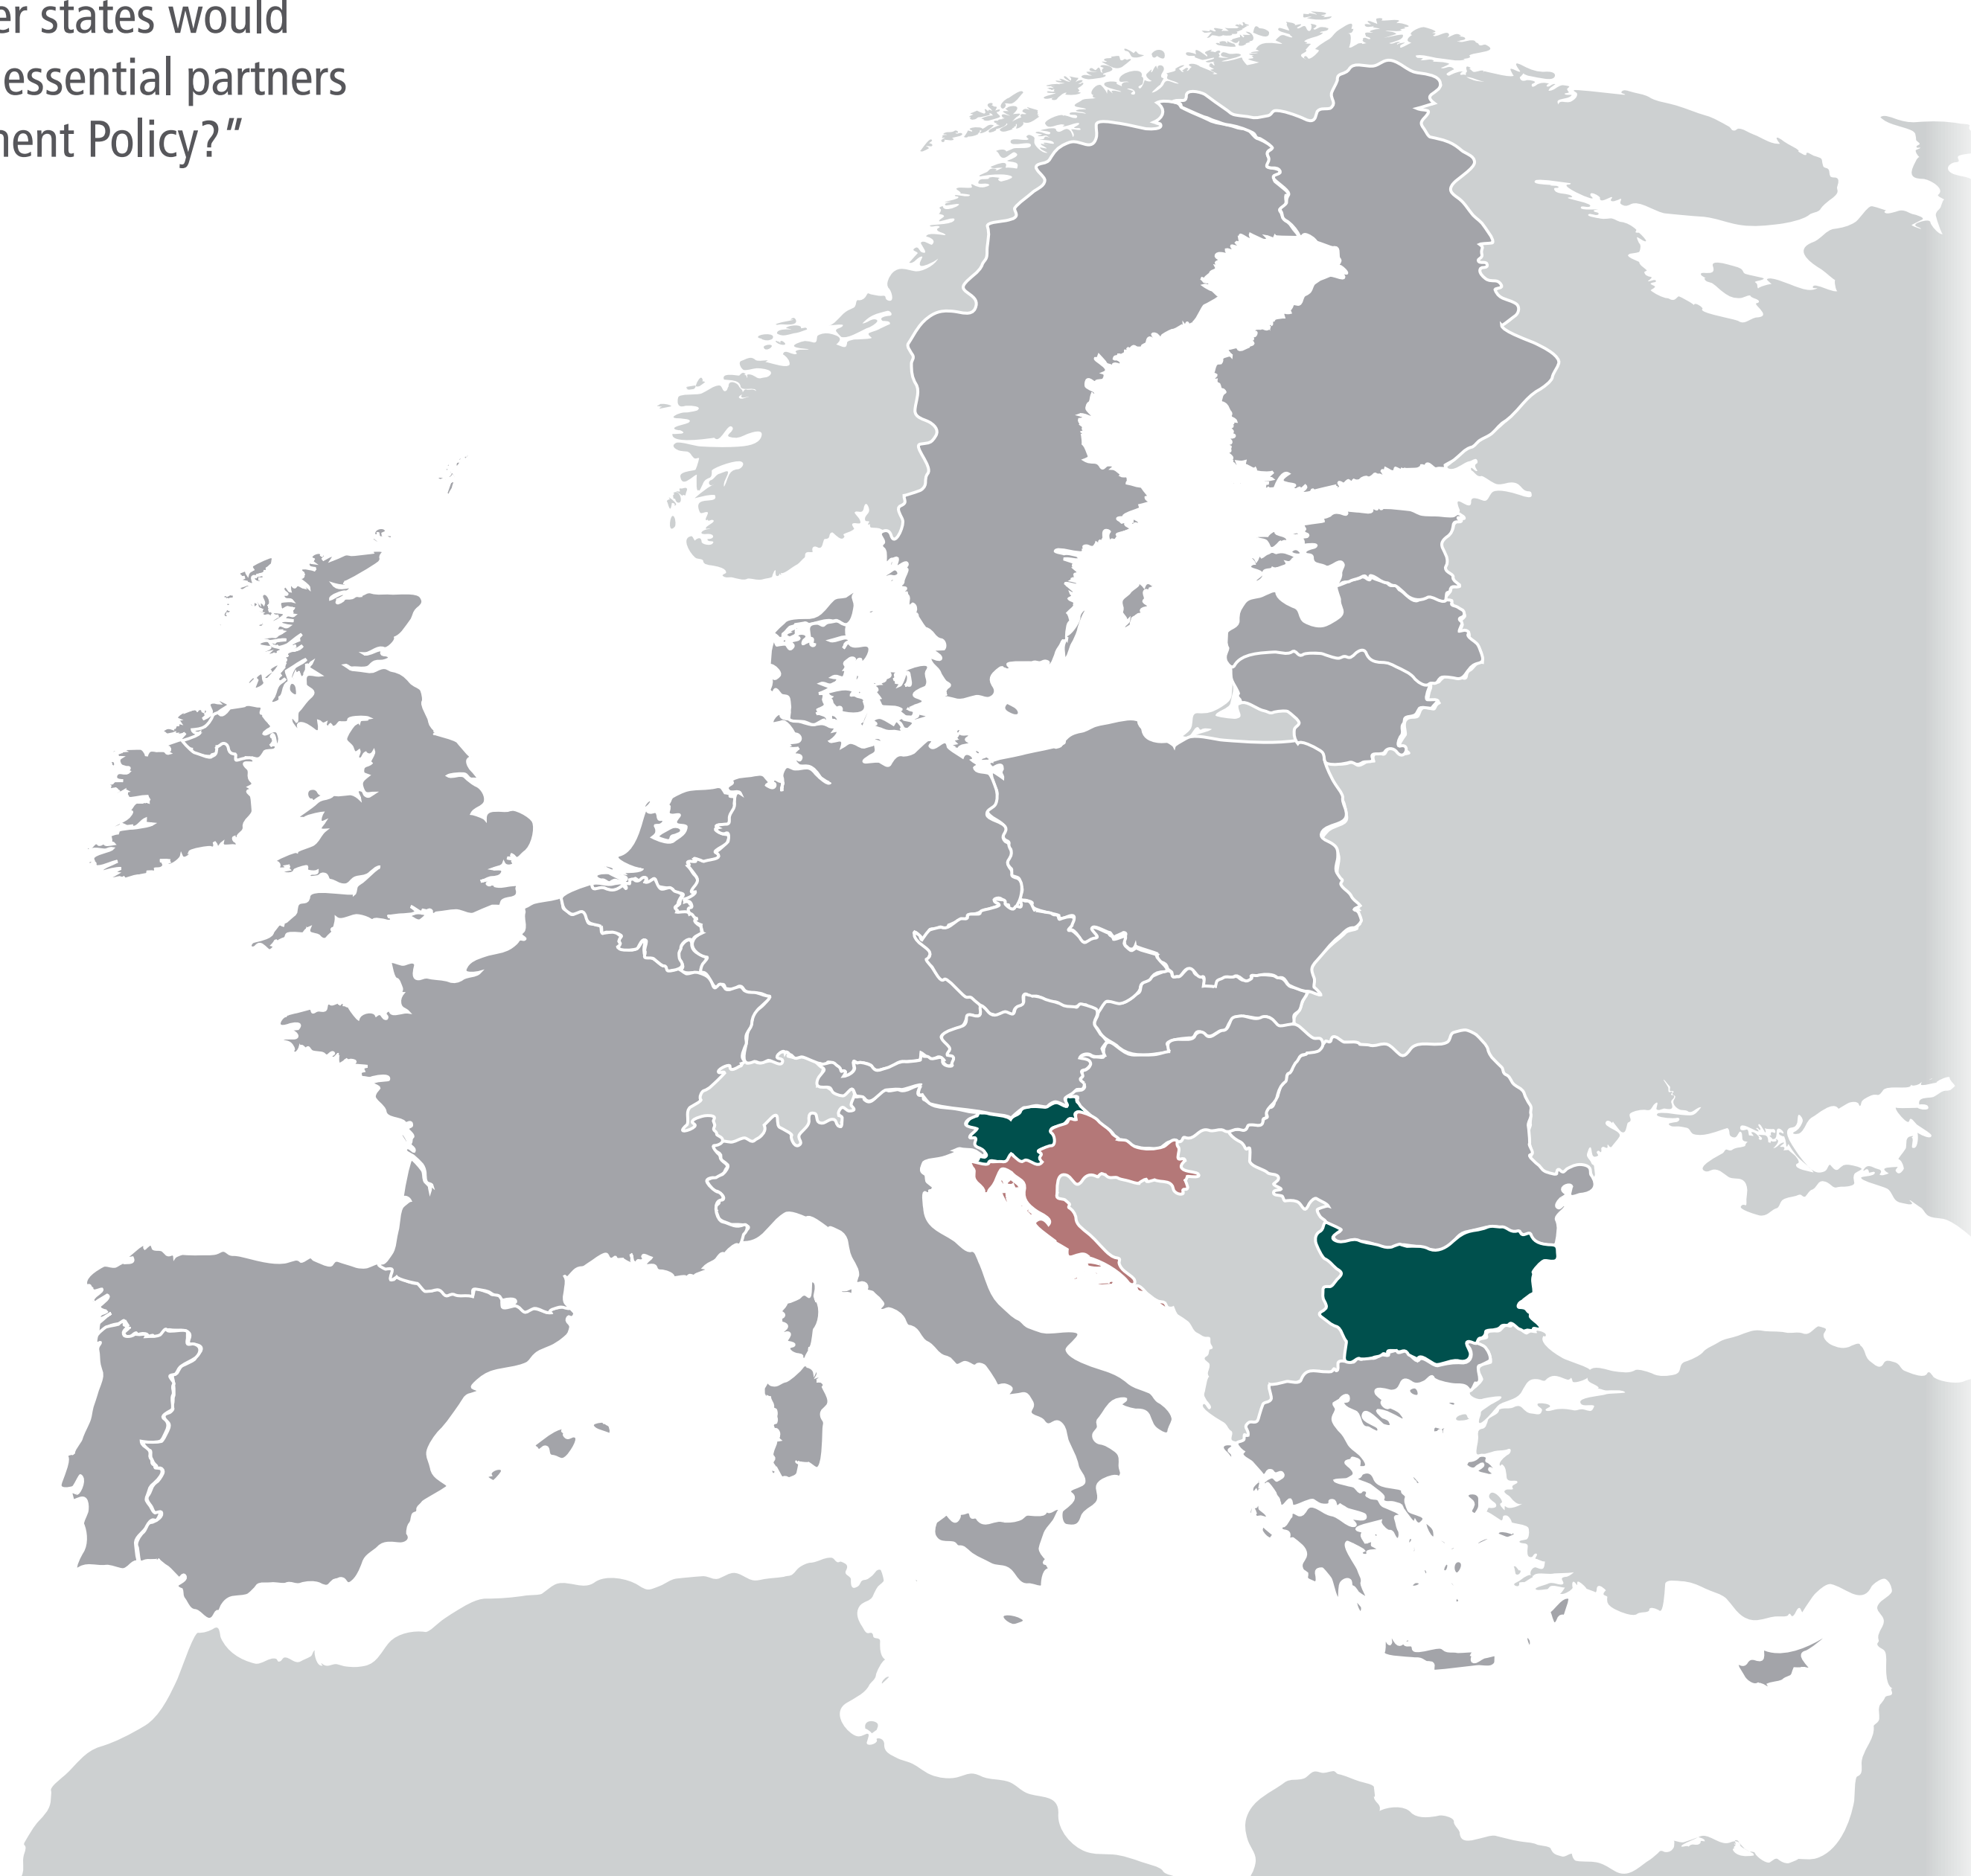 er states would
essential partners
nent Policy?”